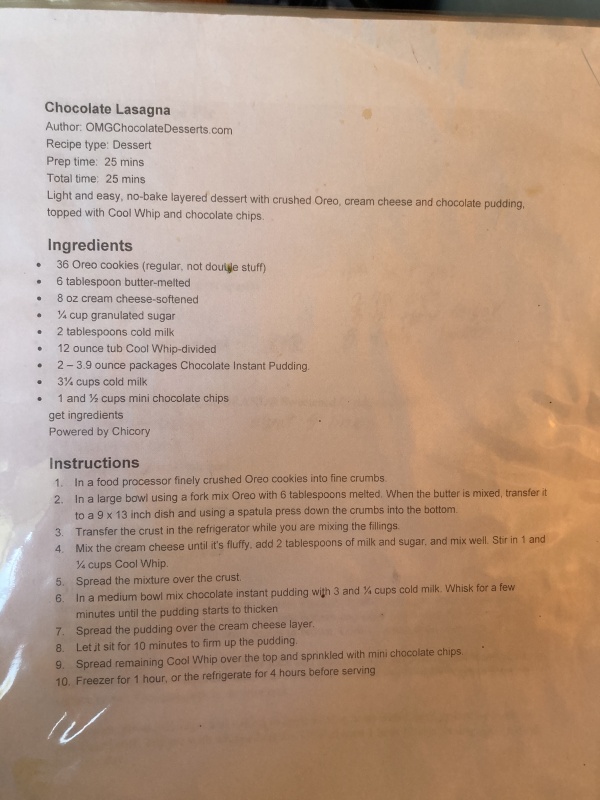 Chocolate Lasagna
Author: OMGChocolateDesserts.com
Recipe type: Dessert
Prep time: 25 mins
Total time: 25 mins
Light and easy, no-bake layered dessert with crushed Oreo, cream cheese and chocolate pudding,
topped with Cool Whip and chocolate chips.
Ingredients
• 36 Oreo cookies (regular, not double stuff)
• 6 tablespoon butter-melted
• 8 oz cream cheese-softened
• ¼ cup granulated sugar
• 2 tablespoons cold milk
• 12 ounce tub Cool Whip-divided
• 2 – 3.9 ounce packages Chocolate Instant Pudding.
• 3¼ cups cold milk
• 1 and ½ cups mini chocolate chips
get ingredients
Powered by Chicory
Instructions
1. In a food processor finely crushed Oreo cookies into fine crumbs.
2. In a large bowl using a fork mix Oreo with 6 tablespoons melted. When the butter is mixed, transfer it
to a 9 x 13 inch dish and using a spatula press down the crumbs into the bottom.
3. Transfer the crust in the refrigerator while you are mixing the fillings.
4. Mix the cream cheese until it's fluffy, add 2 tablespoons of milk and sugar, and mix well. Stir in 1 and
¼ cups Cool Whip.
5. Spread the mixture over the crust.
6. In a medium bowl mix chocolate instant pudding with 3 and ¼ cups cold milk. Whisk for a few
minutes until the pudding starts to thicken
7. Spread the pudding over the cream cheese layer.
8. Let it sit for 10 minutes to firm up the pudding.
9. Spread remaining Cool Whip over the top and sprinkled with mini chocolate chips.
10. Freezer for 1 hour, or the refrigerate for 4 hours before serving